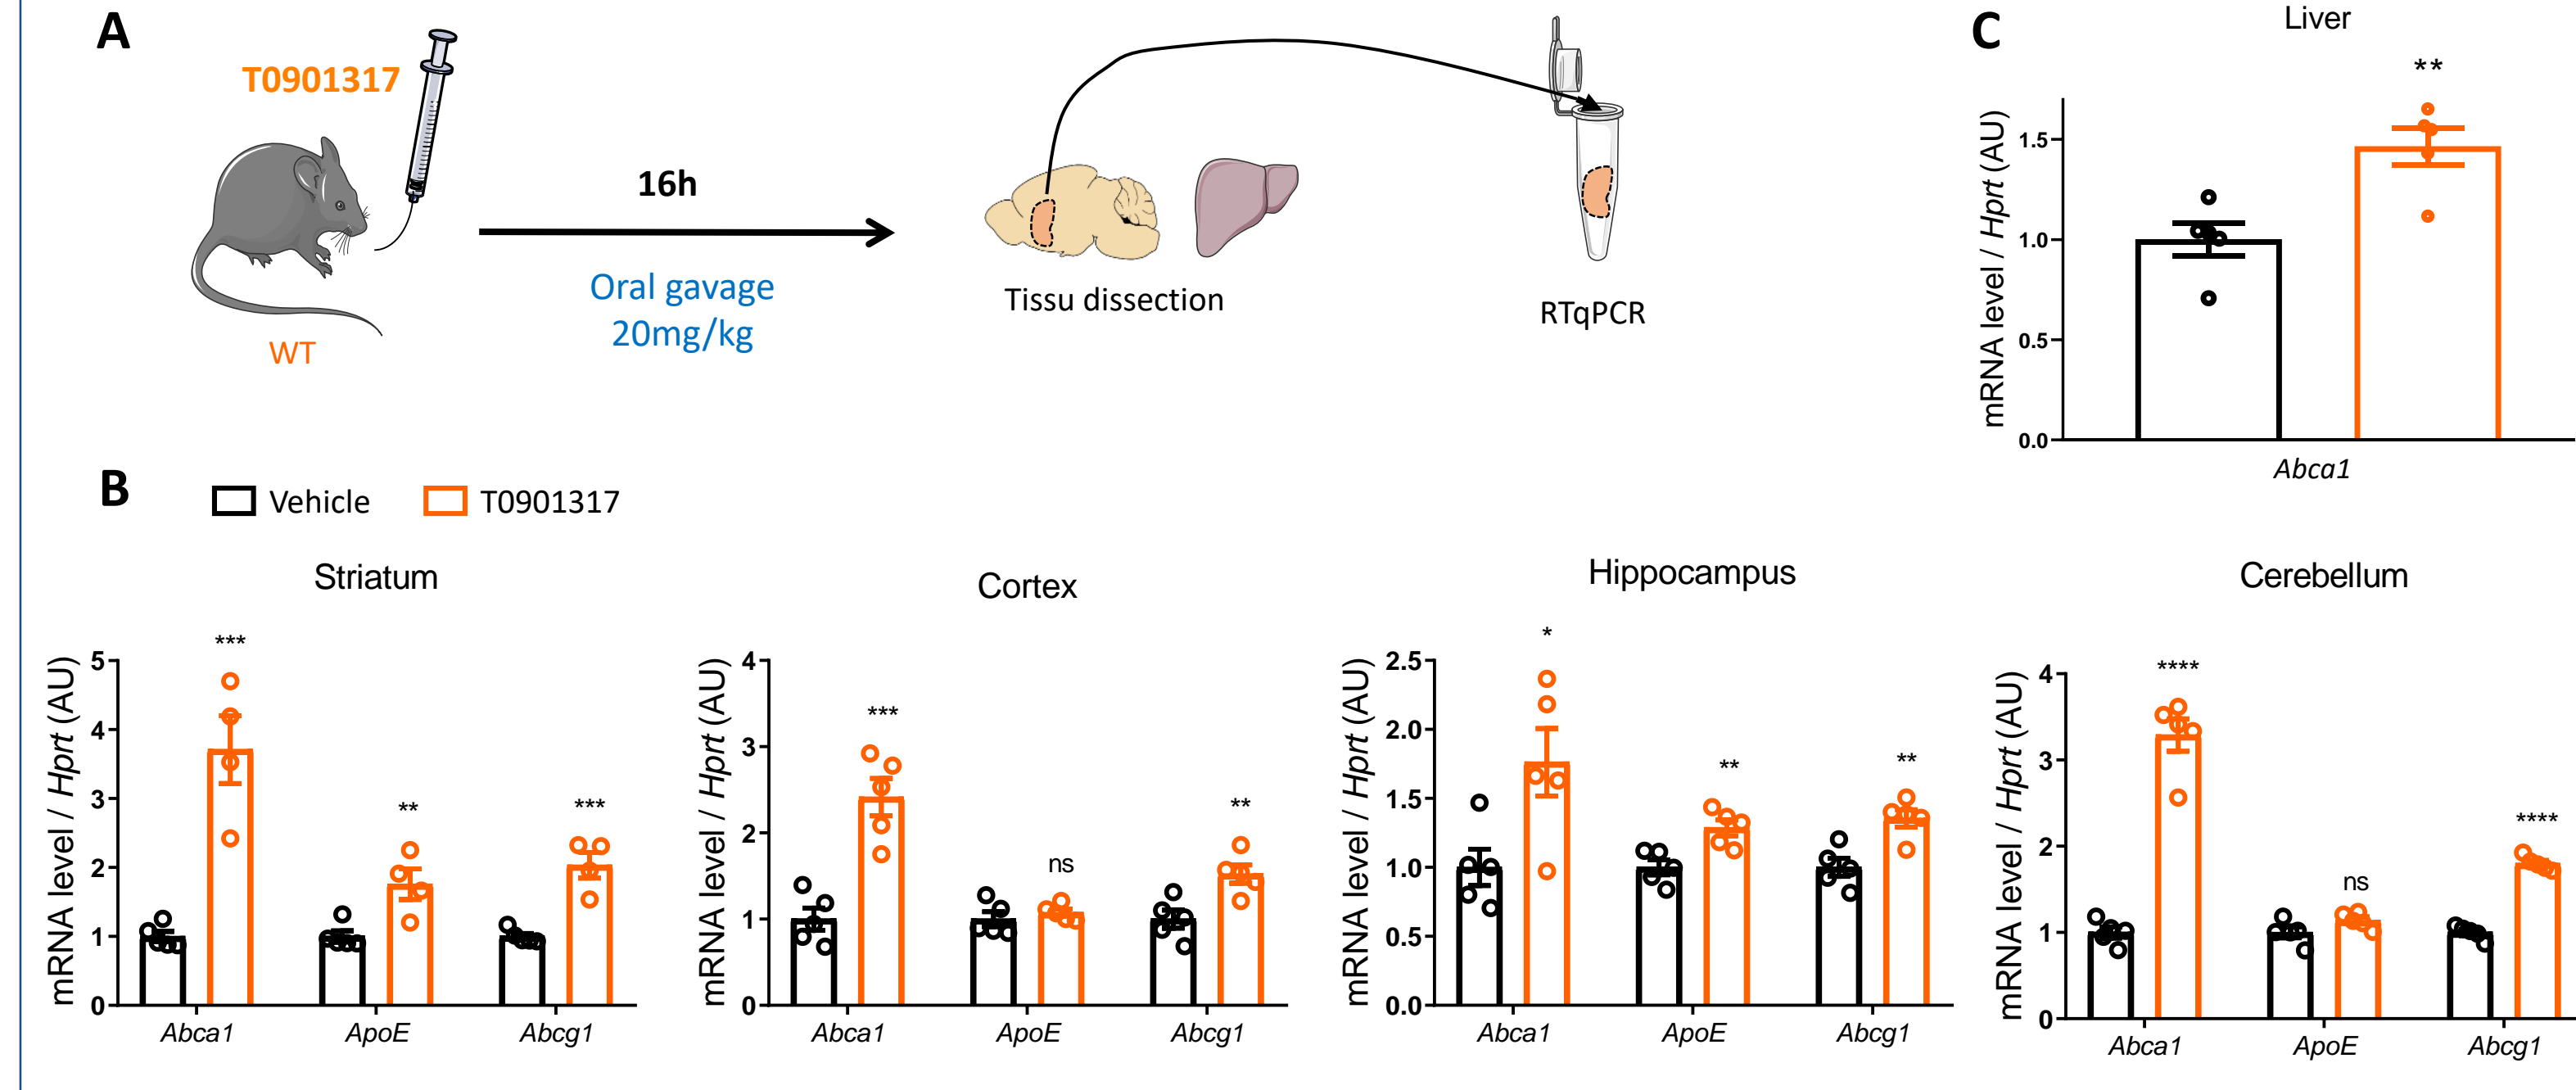 A
T0901317
WT
16h
Oral gavage
20mg/kg
Tissu dissection
RTqPCR
C
Liver
**
mRNA level / Hprt (AU)
1.5
1.0
0.5
0.0
Abca1
B
Vehicle
T0901317
Striatum
mRNA level / Hprt (AU)
5
4
3
2
1
0
***
**
***
Abca1
ApoE
Abcg1
Cortex
mRNA level / Hprt (AU)
4
3
2
1
0
***
ns
**
Abca1
ApoE
Abcg1
Hippocampus
mRNA level / Hprt (AU)
2.5
2.0
1.5
1.0
0.5
0.0
*
**
**
Abca1
ApoE
Abcg1
Cerebellum
mRNA level / Hprt (AU)
4
3
2
1
0
****
ns
****
Abca1
ApoE
Abcg1